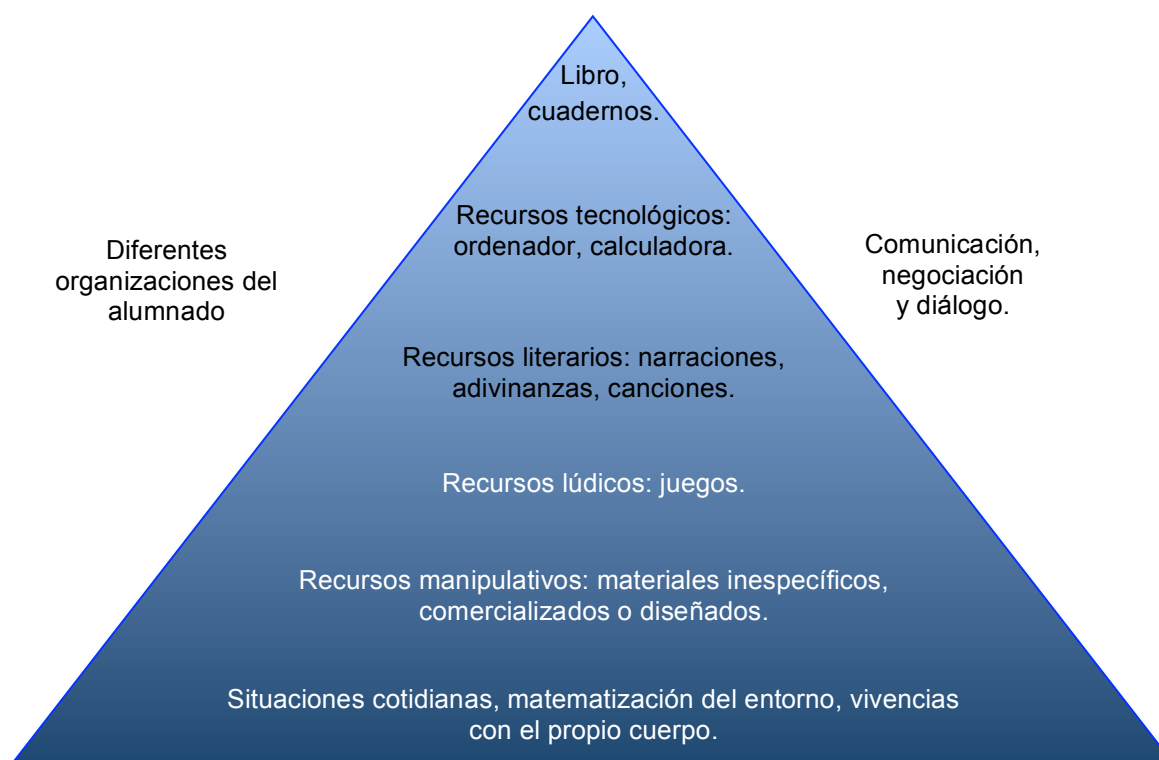 Libro,
cuadernos.
Recursos tecnológicos:
ordenador, calculadora.
Diferentes
organizaciones del
alumnado
Comunicación,
negociación
y diálogo.
Recursos literarios: narraciones,
adivinanzas, canciones.
Recursos lúdicos: juegos.
Recursos manipulativos: materiales inespecíficos,
comercializados o diseñados.
Situaciones cotidianas, matematización del entorno, vivencias
con el propio cuerpo.